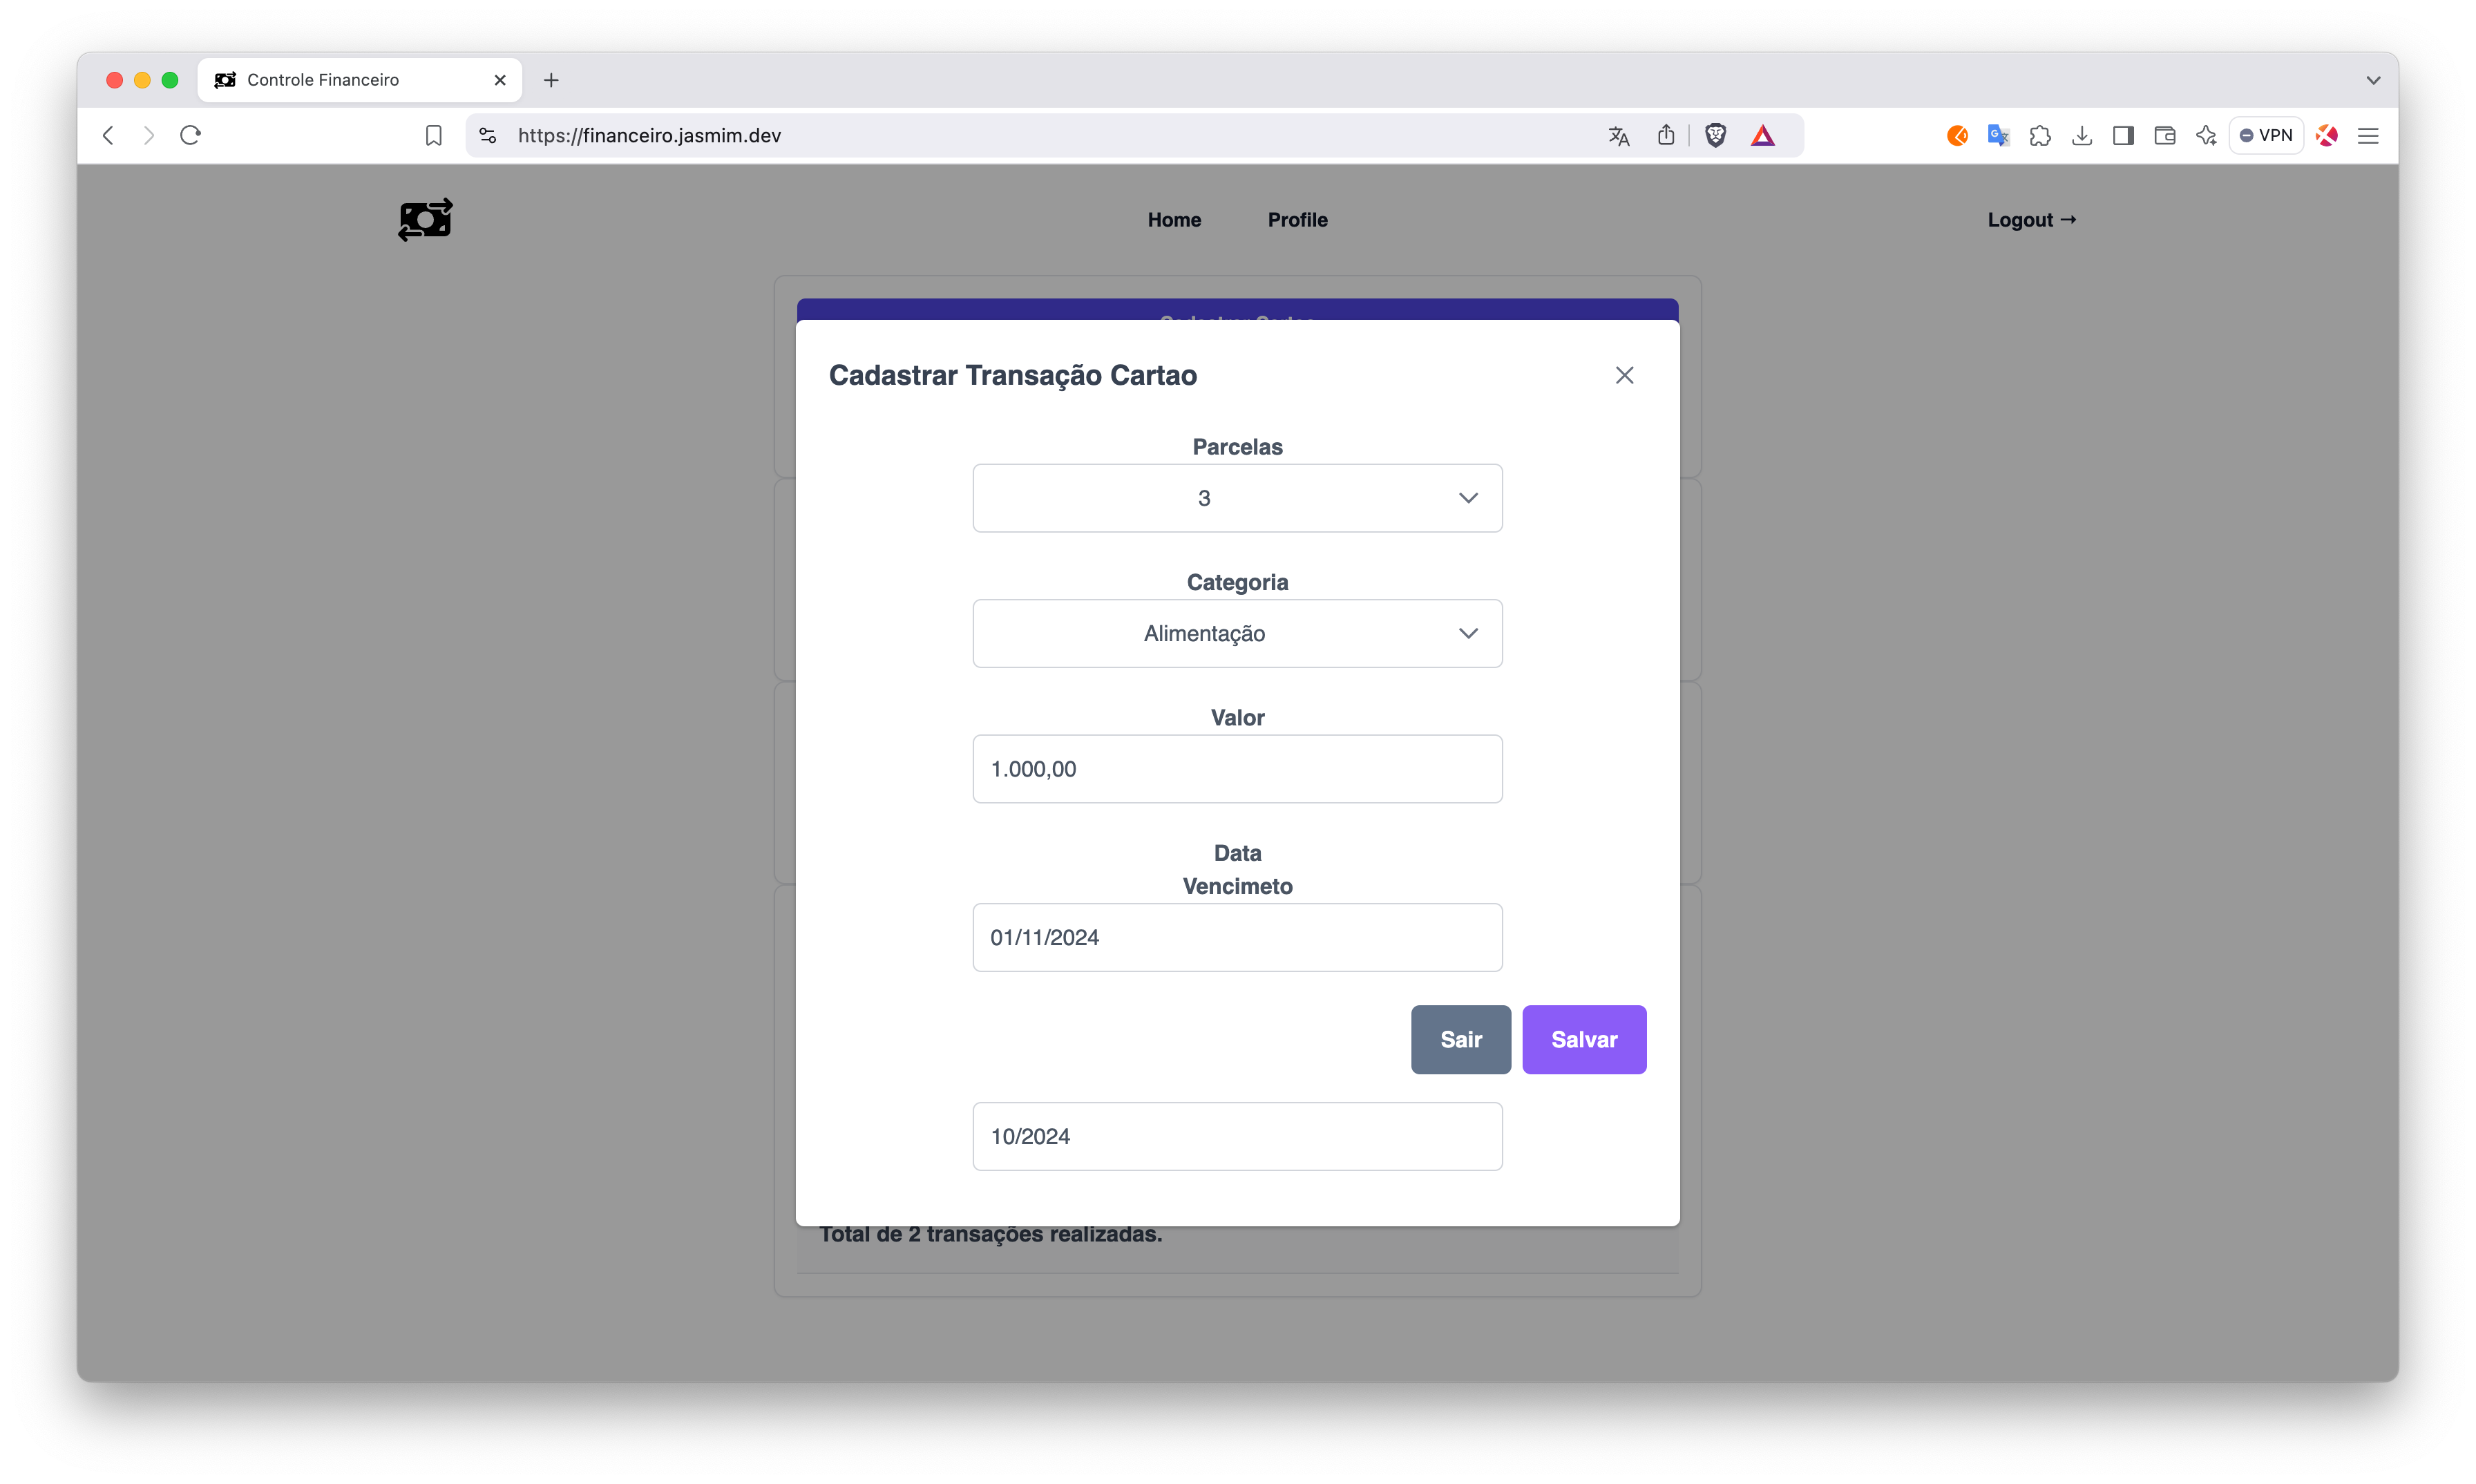 Controle Financeiro
https://financeiro.jasmim.dev
VPN
Home
Profile
Logout →
Cadastrar Transação Cartao
Parcelas
3
Categoria
Alimentação
Valor
1.000,00
Data
Vencimeto
01/11/2024
Sair
Salvar
10/2024
Total de 2 transações realizadas.